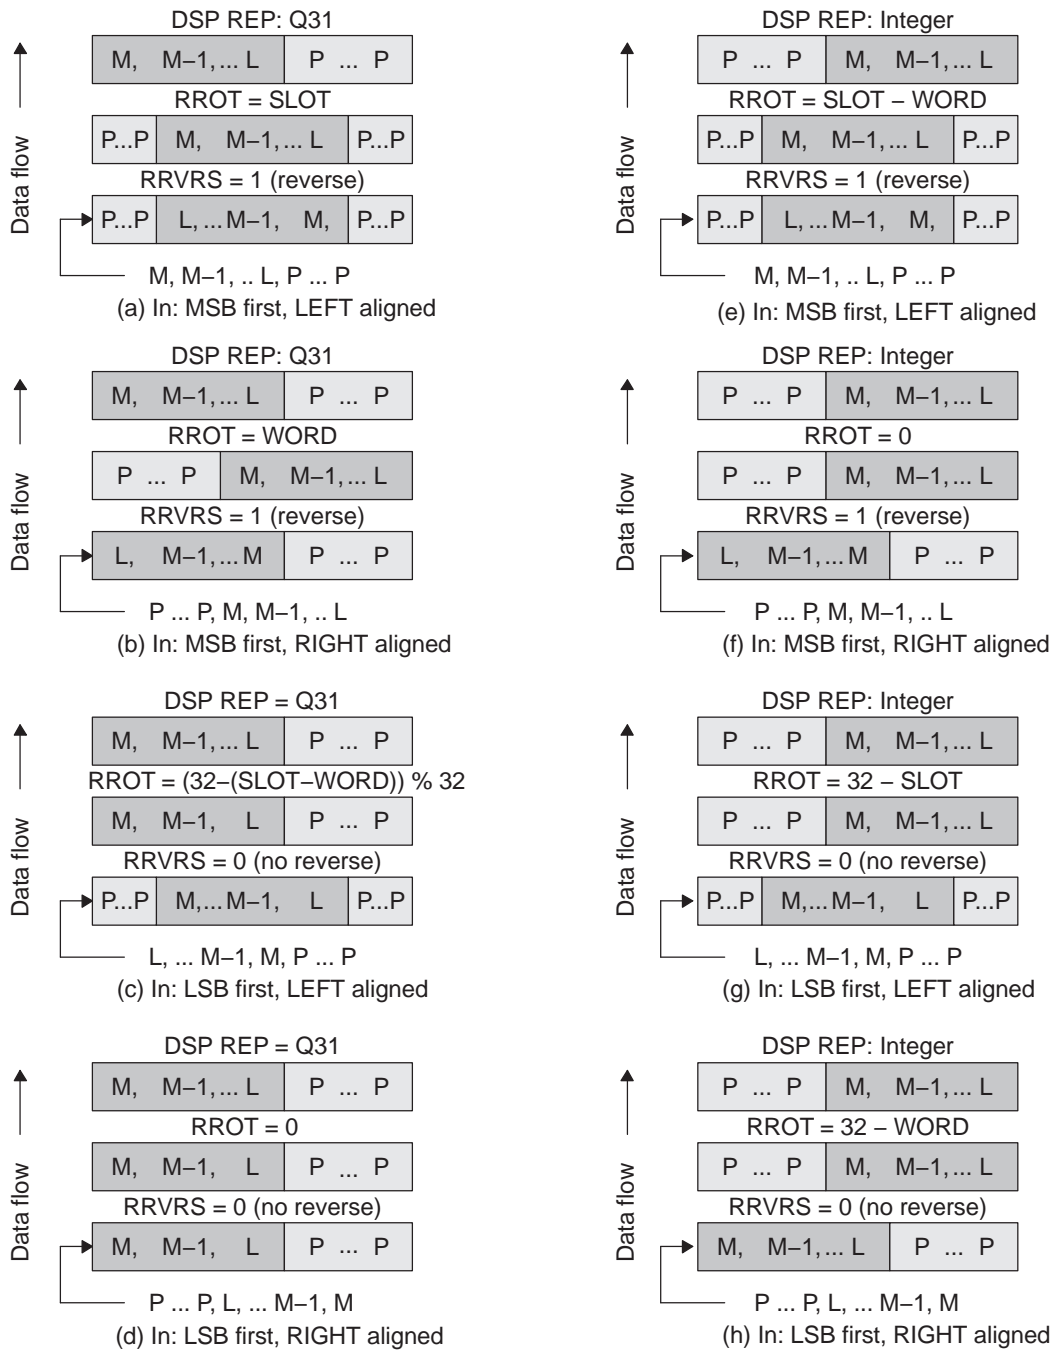 DSP REP: Q31
M, M–1,... L P ... P
RROT = SLOT
P...P M, M–1,... L P...P
RRVRS = 1 (reverse)
P...P L, ...M–1, M, P...P
M, M–1, .. L, P ... P
(a) In: MSB first, LEFT aligned
Data flow
DSP REP: Q31
M, M–1,... L P ... P
RROT = WORD
P ... P M, M–1,... L
RRVRS = 1 (reverse)
L, M–1,... M P ... P
P ... P, M, M–1, .. L
(b) In: MSB first, RIGHT aligned
Data flow
DSP REP = Q31
M, M–1,... L P ... P
RROT = (32–(SLOT–WORD)) % 32
M, M–1, L P ... P
RRVRS = 0 (no reverse)
P...P M,... M–1, L P...P
L, ... M–1, M, P ... P
(c) In: LSB first, LEFT aligned
Data flow
DSP REP = Q31
M, M–1,... L P ... P
RROT = 0
M, M–1, L P ... P
RRVRS = 0 (no reverse)
M, M–1, L P ... P
P ... P, L, ... M–1, M
(d) In: LSB first, RIGHT aligned
Data flow
DSP REP: Integer
P ... P M, M–1,... L
RROT = SLOT – WORD
P...P M, M–1,... L P...P
RRVRS = 1 (reverse)
P...P L, ...M–1, M, P...P
M, M–1, .. L, P ... P
(e) In: MSB first, LEFT aligned
Data flow
DSP REP: Integer
P ... P M, M–1,... L
RROT = 0
P ... P M, M–1,... L
RRVRS = 1 (reverse)
L, M–1,... M P ... P
P ... P, M, M–1, .. L
(f) In: MSB first, RIGHT aligned
Data flow
DSP REP: Integer
P ... P M, M–1,... L
RROT = 32 – SLOT
P ... P M, M–1,... L
RRVRS = 0 (no reverse)
P...P M,... M–1, L P...P
L, ... M–1, M, P ... P
(g) In: LSB first, LEFT aligned
Data flow
DSP REP: Integer
P ... P M, M–1,... L
RROT = 32 – WORD
P ... P M, M–1,... L
RRVRS = 0 (no reverse)
M, M–1,... L P ... P
P ... P, L, ... M–1, M
(h) In: LSB first, RIGHT aligned
Data flow